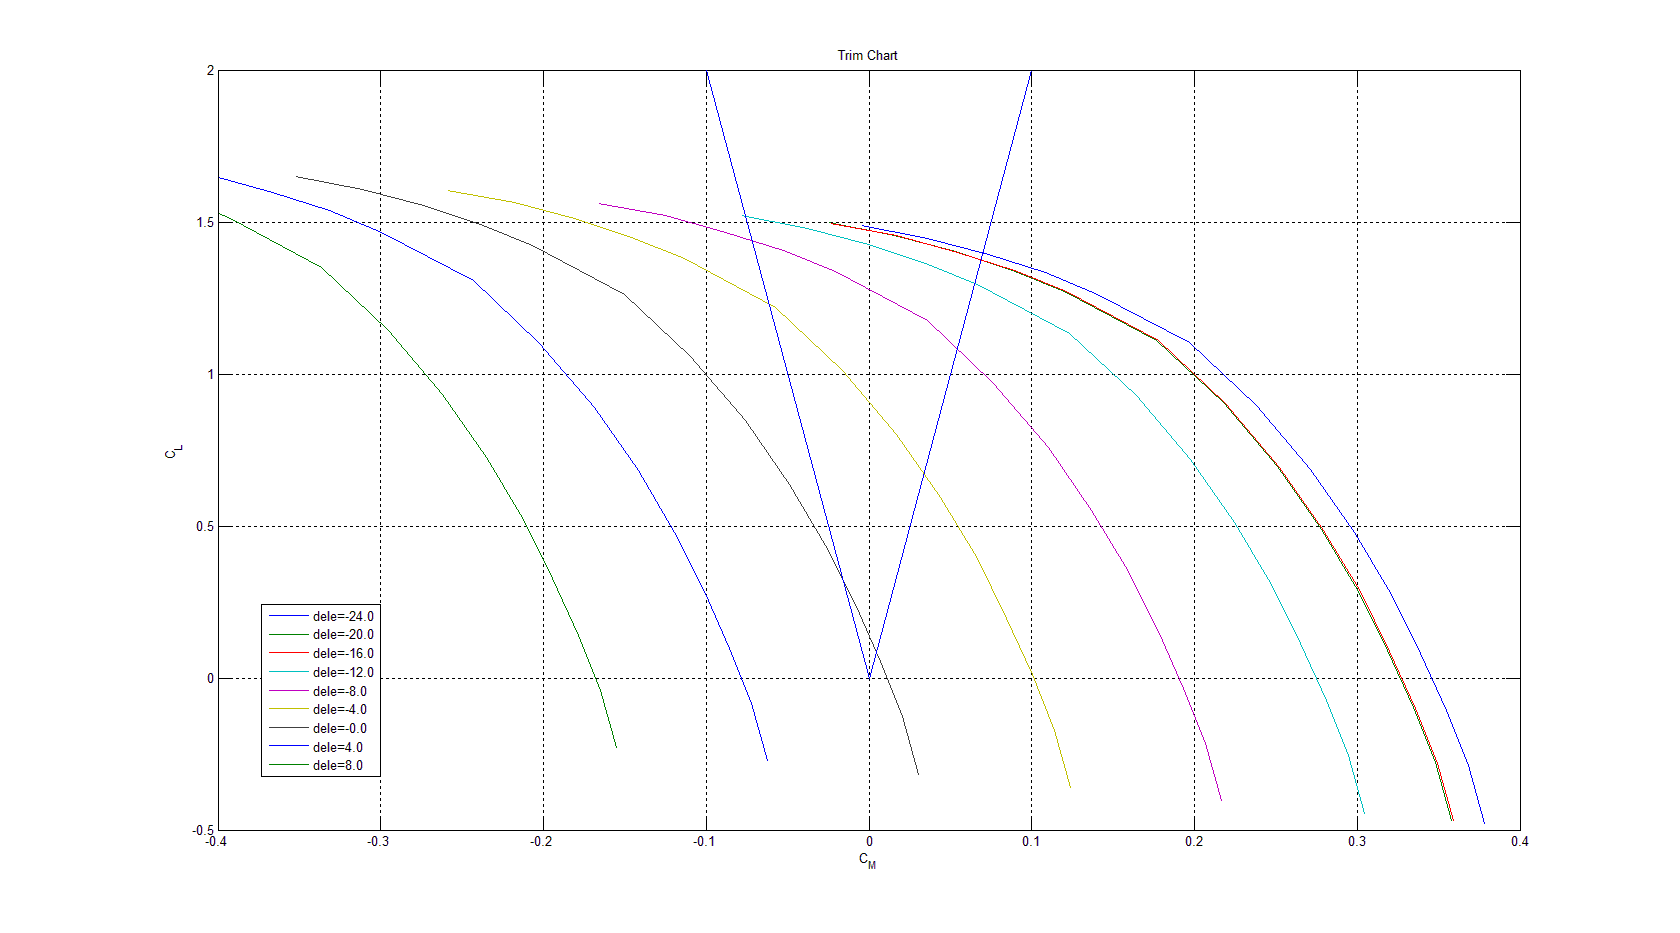 Trim Chart
2
1.5
1
0.5
0
-0.5
C_L
dele=-24.0
dele=-20.0
dele=-16.0
dele=-12.0
dele=-8.0
dele=-4.0
dele=-0.0
dele=4.0
dele=8.0
-0.4 -0.3 -0.2 -0.1 0 0.1 0.2 0.3 0.4
C_M